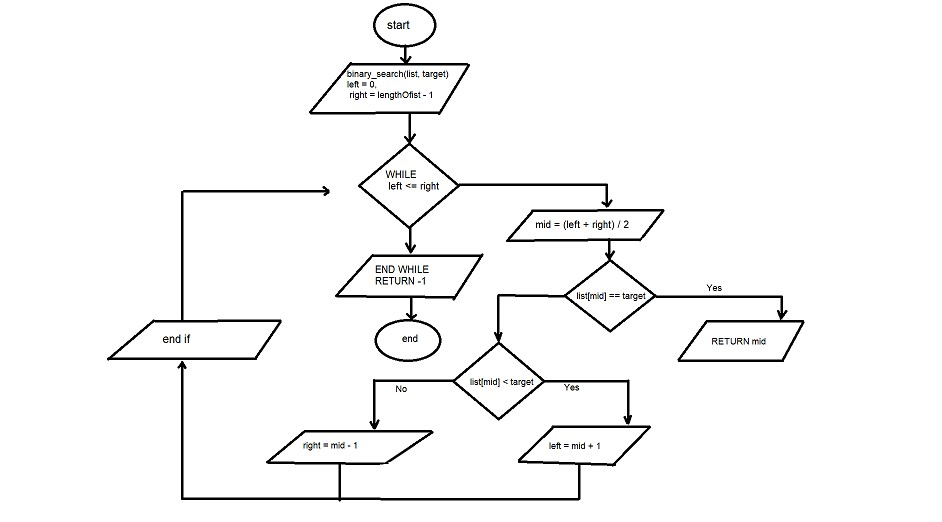 start
binary_search(list, target)
left = 0,
right = lengthOfist - 1
WHILE
left <= right
mid = (left + right) / 2
END WHILE
RETURN -1
list[mid] == target
Yes
end if
end
RETURN mid
list[mid] < target
No
Yes
right = mid - 1
left = mid + 1